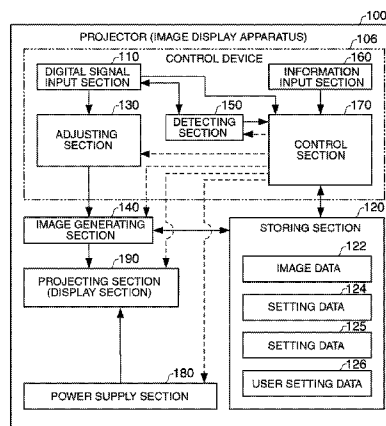 100
PROJECTOR (IMAGE DISPLAY APPARATUS)
106
CONTROL DEVICE
110
DIGITAL SIGNAL
INPUT SECTION
160
INFORMATION
INPUT SECTION
130
ADJUSTING
SECTION
150
DETECTING
SECTION
170
CONTROL
SECTION
140
IMAGE GENERATING
SECTION
120
STORING SECTION
122
IMAGE DATA
190
PROJECTING SECTION
(DISPLAY SECTION)
124
SETTING DATA
125
SETTING DATA
126
USER SETTING DATA
180
POWER SUPPLY SECTION